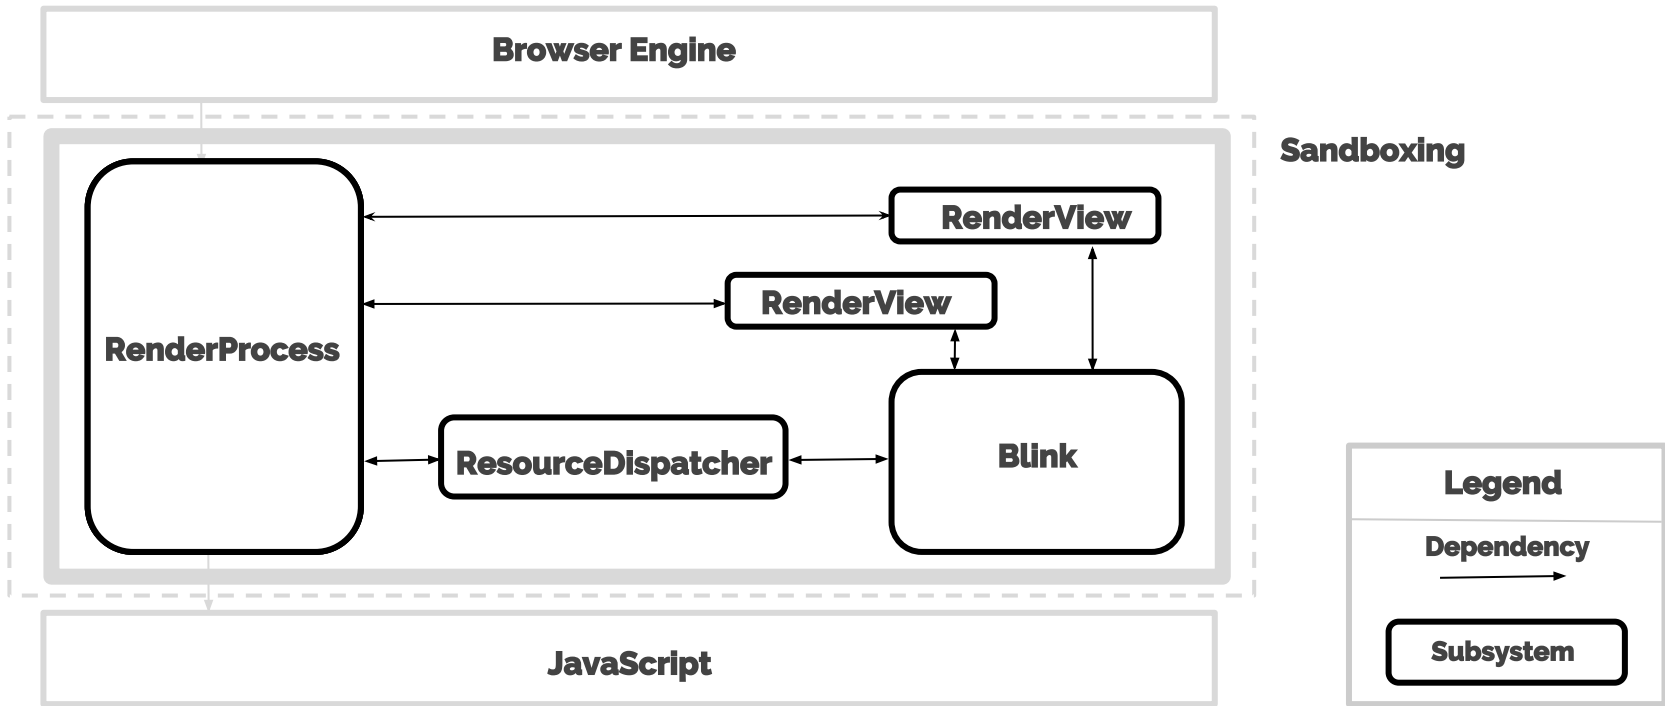 Browser Engine
Sandboxing
RenderView
RenderView
RenderProcess
ResourceDispatcher
Blink
Legend
Dependency
Subsystem
JavaScript